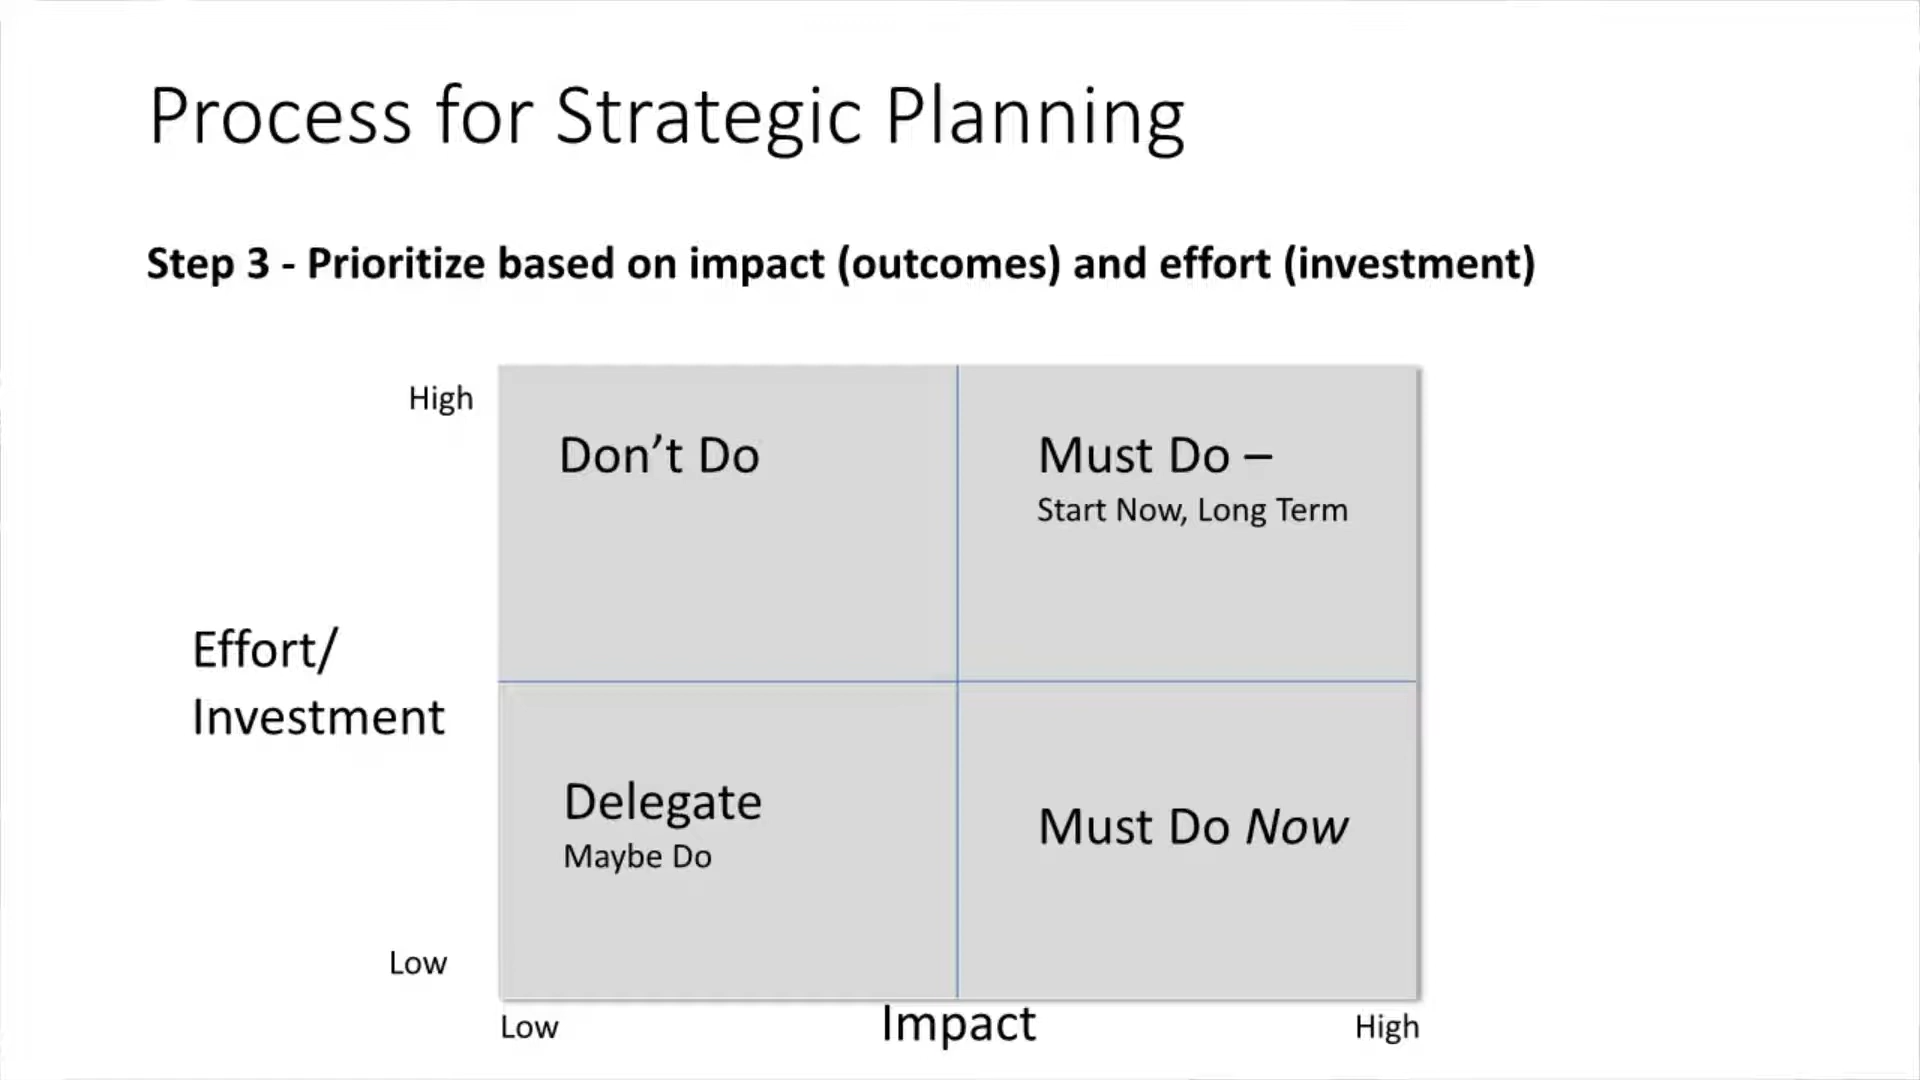 Process for Strategic Planning
Step 3 - Prioritize based on impact (outcomes) and effort (investment)
High
Don’t Do
Must Do –
Start Now, Long Term
Effort/
Investment
Delegate
Maybe Do
Must Do Now
Low
Low
Impact
High